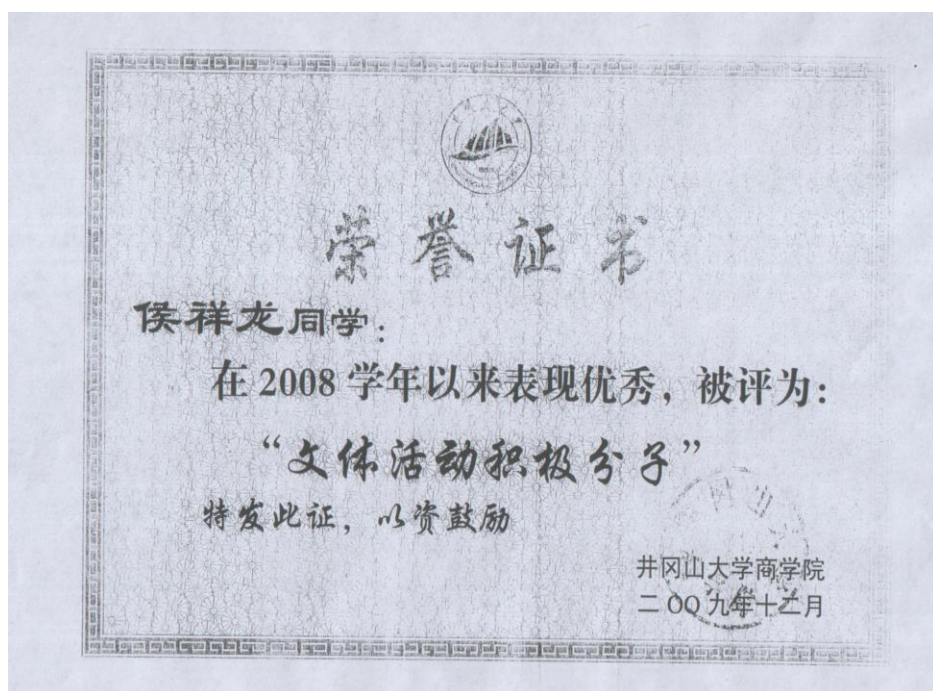 荣誉证书
侯祥龙同学：
在2008学年以来表现优秀，被评为：
“文体活动积极分子”
特发此证，以资鼓励
井冈山大学商学院
二OO九年十二月